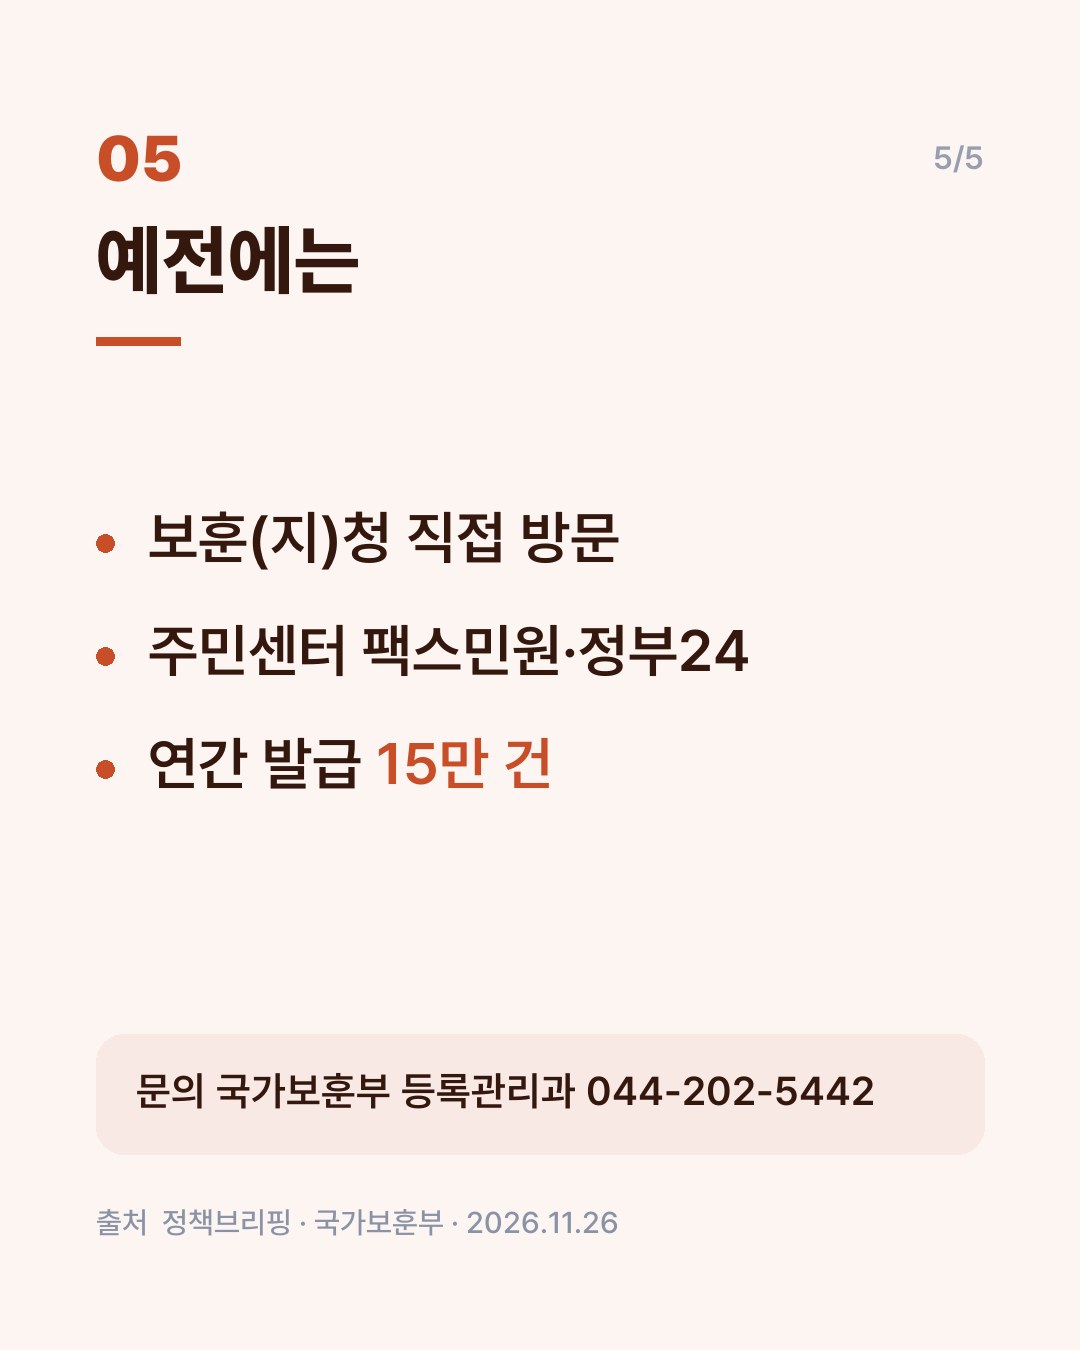 05
5/5
예전에는
보훈(지)청 직접 방문
주민센터 팩스민원·정부24
연간 발급 15만 건
문의 국가보훈부 등록관리과 044-202-5442
출처 정책브리핑 · 국가보훈부 · 2026.11.26